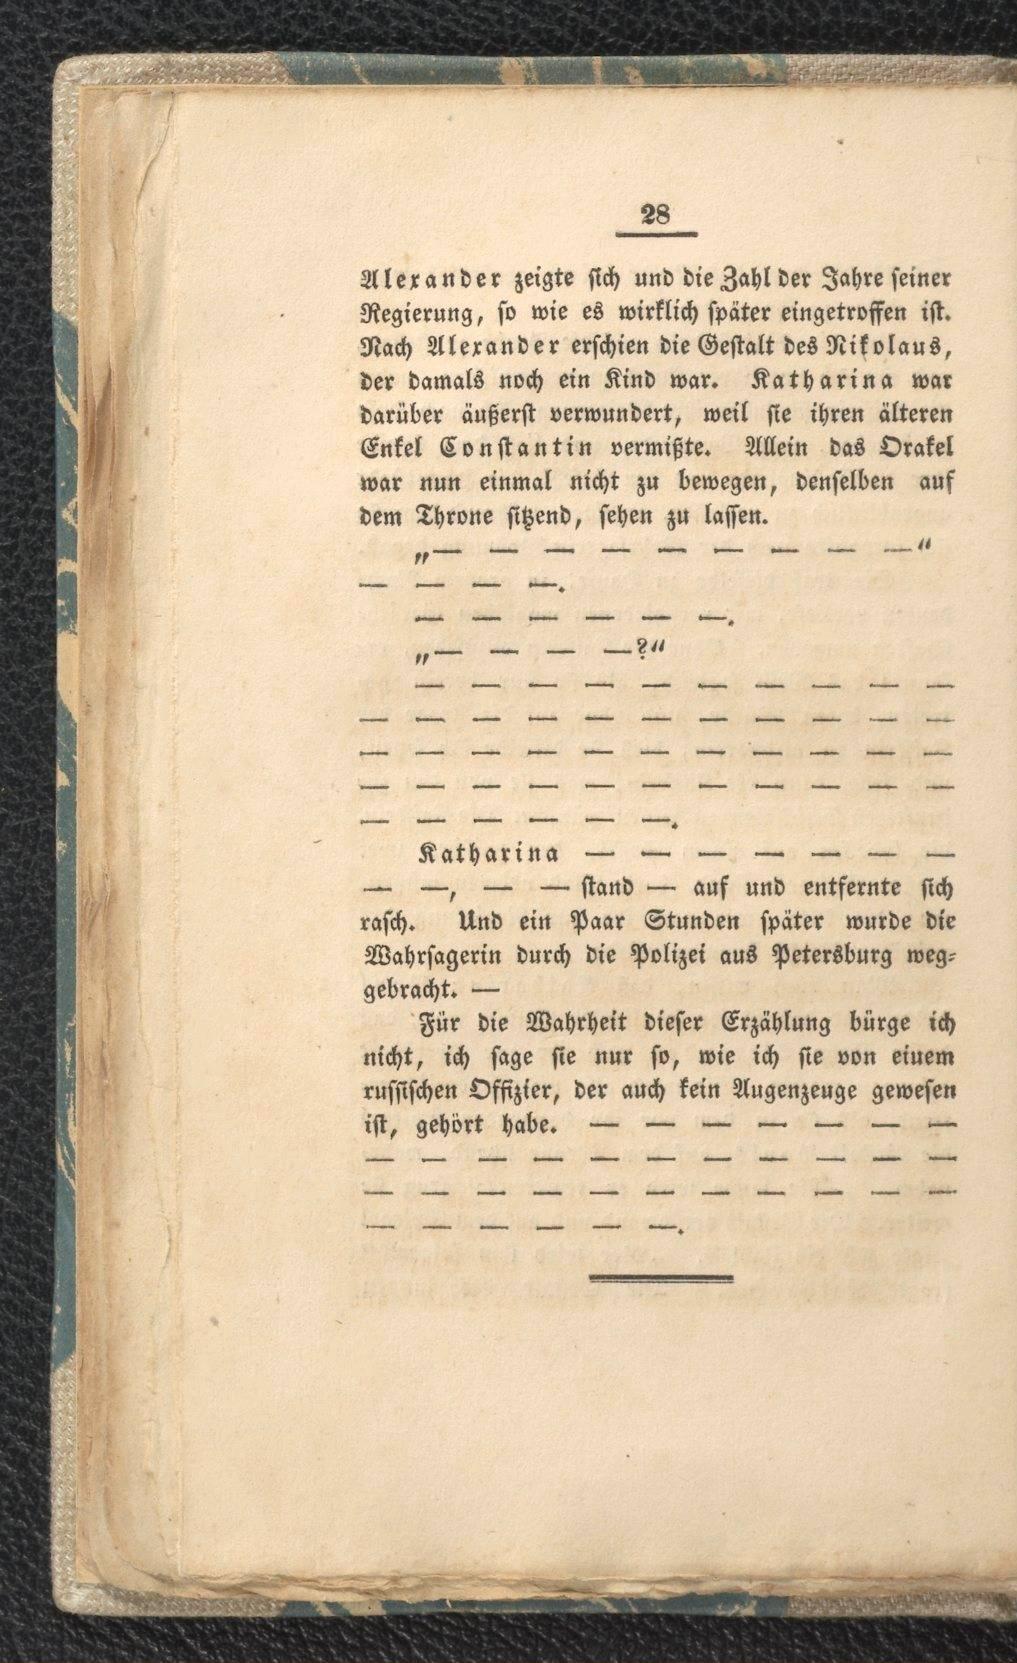 28
Alexander zeigte sich und die Zahl der Jahre seiner
Regierung, so wie es wirklich später eingetroffen ist.
Nach Alexander erschien die Gestalt des Nikolaus,
der damals noch ein Kind war. Katharina war
darüber äußerst verwundert, weil sie ihren älteren
Enkel Constantin vermißte. Allein das Orakel
war nun einmal nicht zu bewegen, denselben auf
dem Throne sitzend, sehen zu lassen.
„— — — — — — — — —“
— — — —.
— — — — — —.
„— — — —?“
— — — — — — — — — —
— — — — — — — — — — —
— — — — — — — — — — —
— — — — — — — — — — —
— — — — — —.
Katharina — — — — — — —
— —, — — stand — auf und entfernte sich
rasch. Und ein Paar Stunden später wurde die
Wahrsagerin durch die Polizei aus Petersburg weg-
gebracht. —
Für die Wahrheit dieser Erzählung bürge ich
nicht, ich sage sie nur so, wie ich sie von eiuem
russischen Offizier, der auch kein Augenzeuge gewesen
ist, gehört habe. — — — — — — —
— — — — — — — — — — —
— — — — — — — — — — —
— — — — — —.